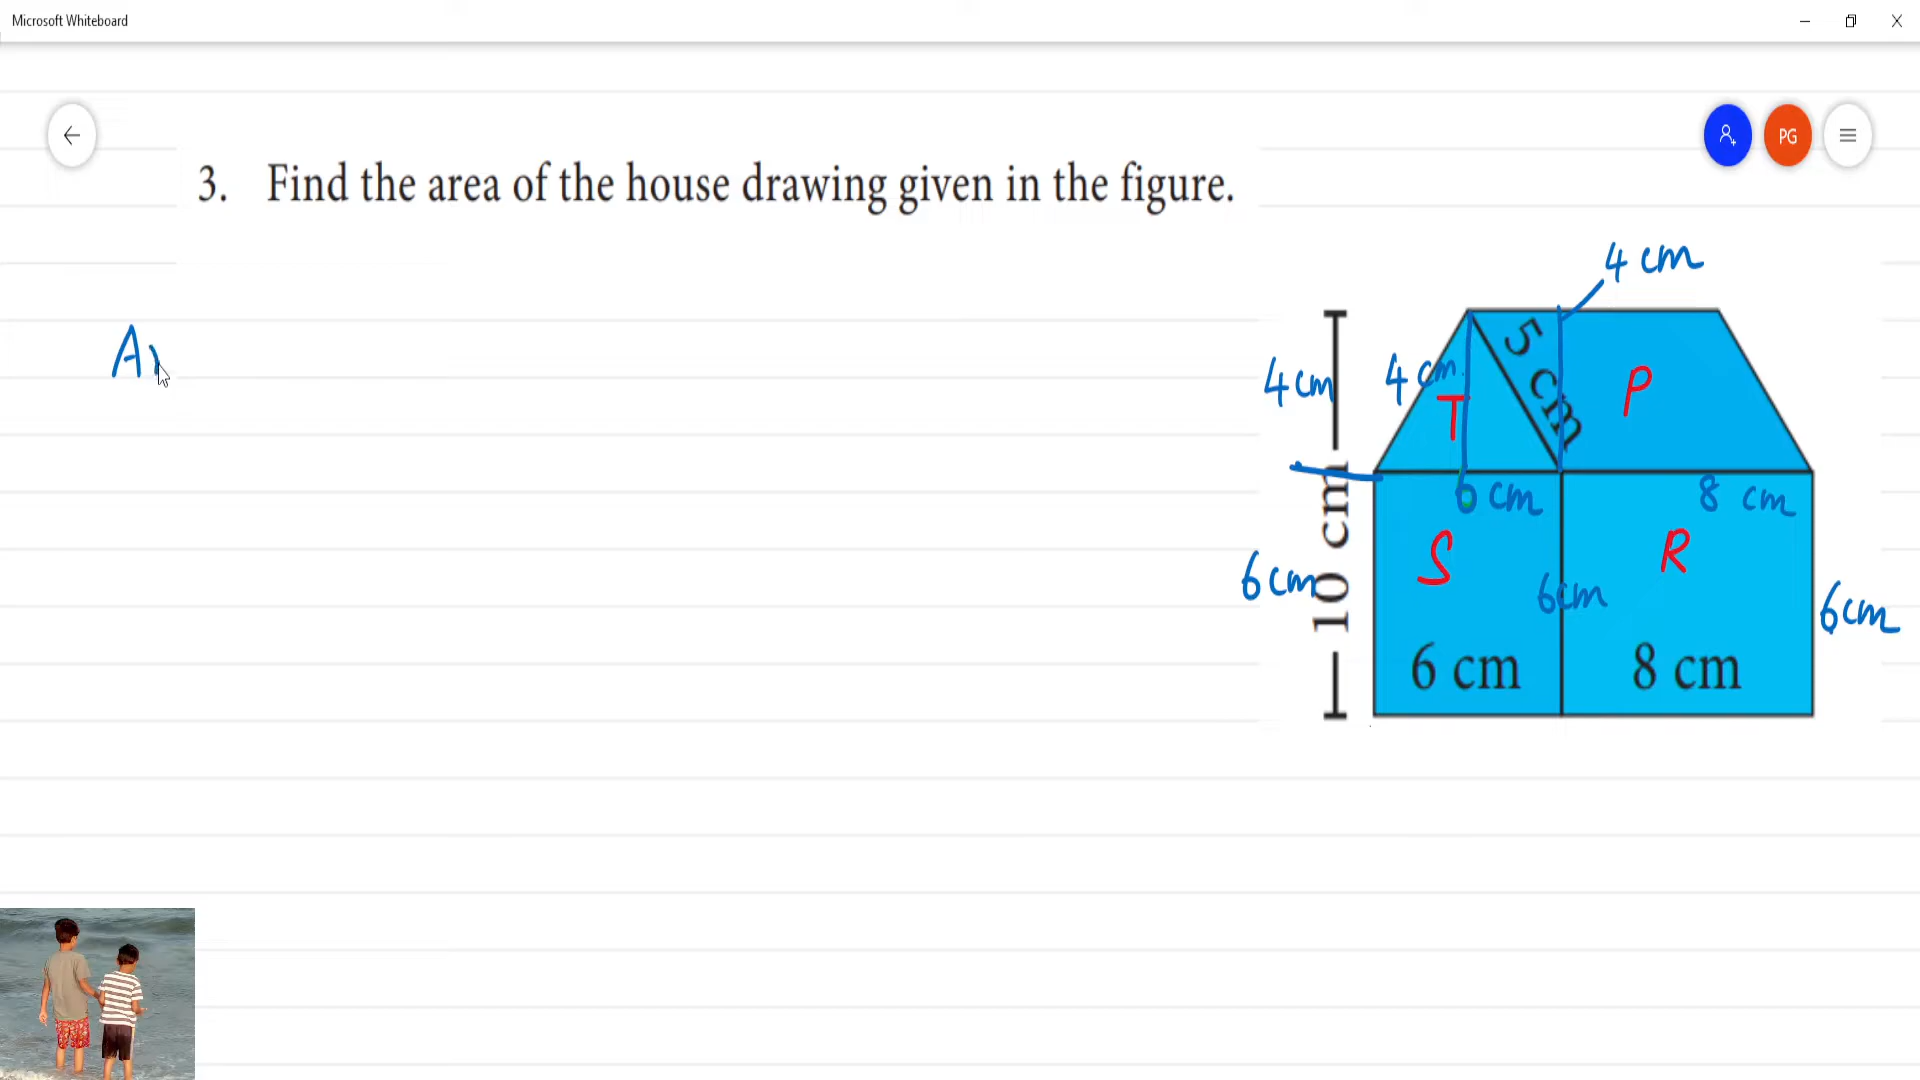 Microsoft Whiteboard
PG
3. Find the area of the house drawing given in the figure.
4 cm
4 cm
4 cm
5 cm
T
P
6 cm
8 cm
10 cm
S
R
6 cm
6 cm
6 cm
6 cm
8 cm